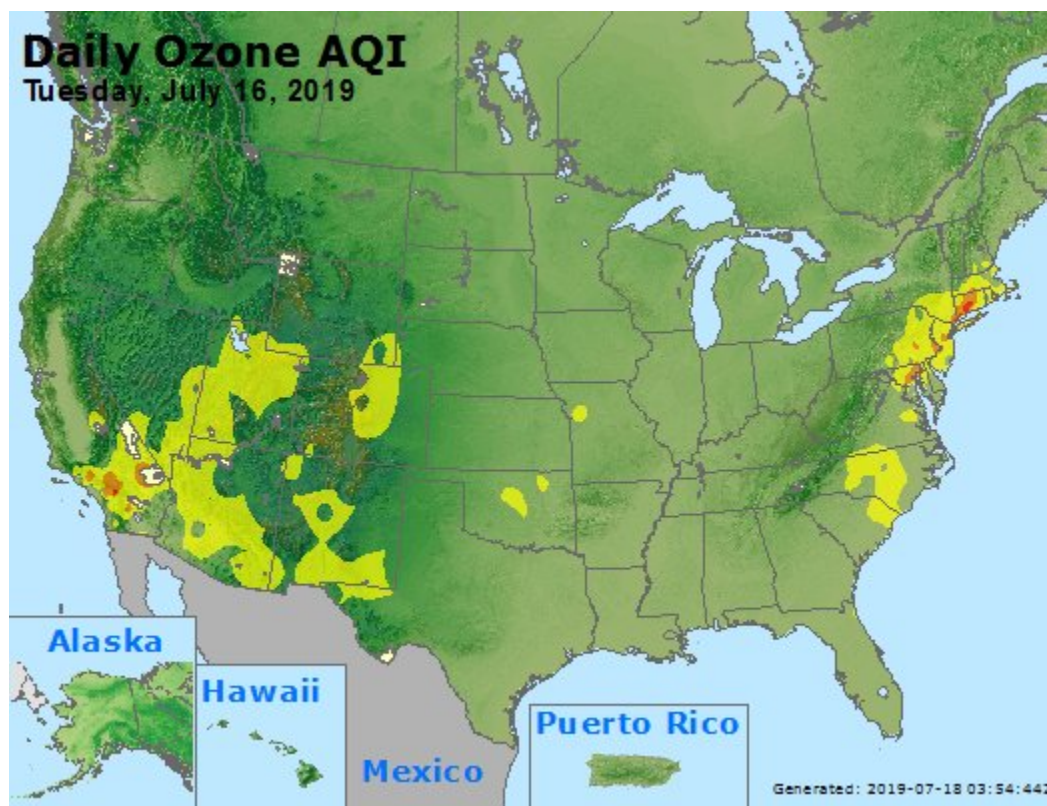 Daily Ozone AQI
Tuesday, July 16, 2019
Alaska
Hawaii
Mexico
Puerto Rico
Generated: 2019-07-18 03:54:44Z